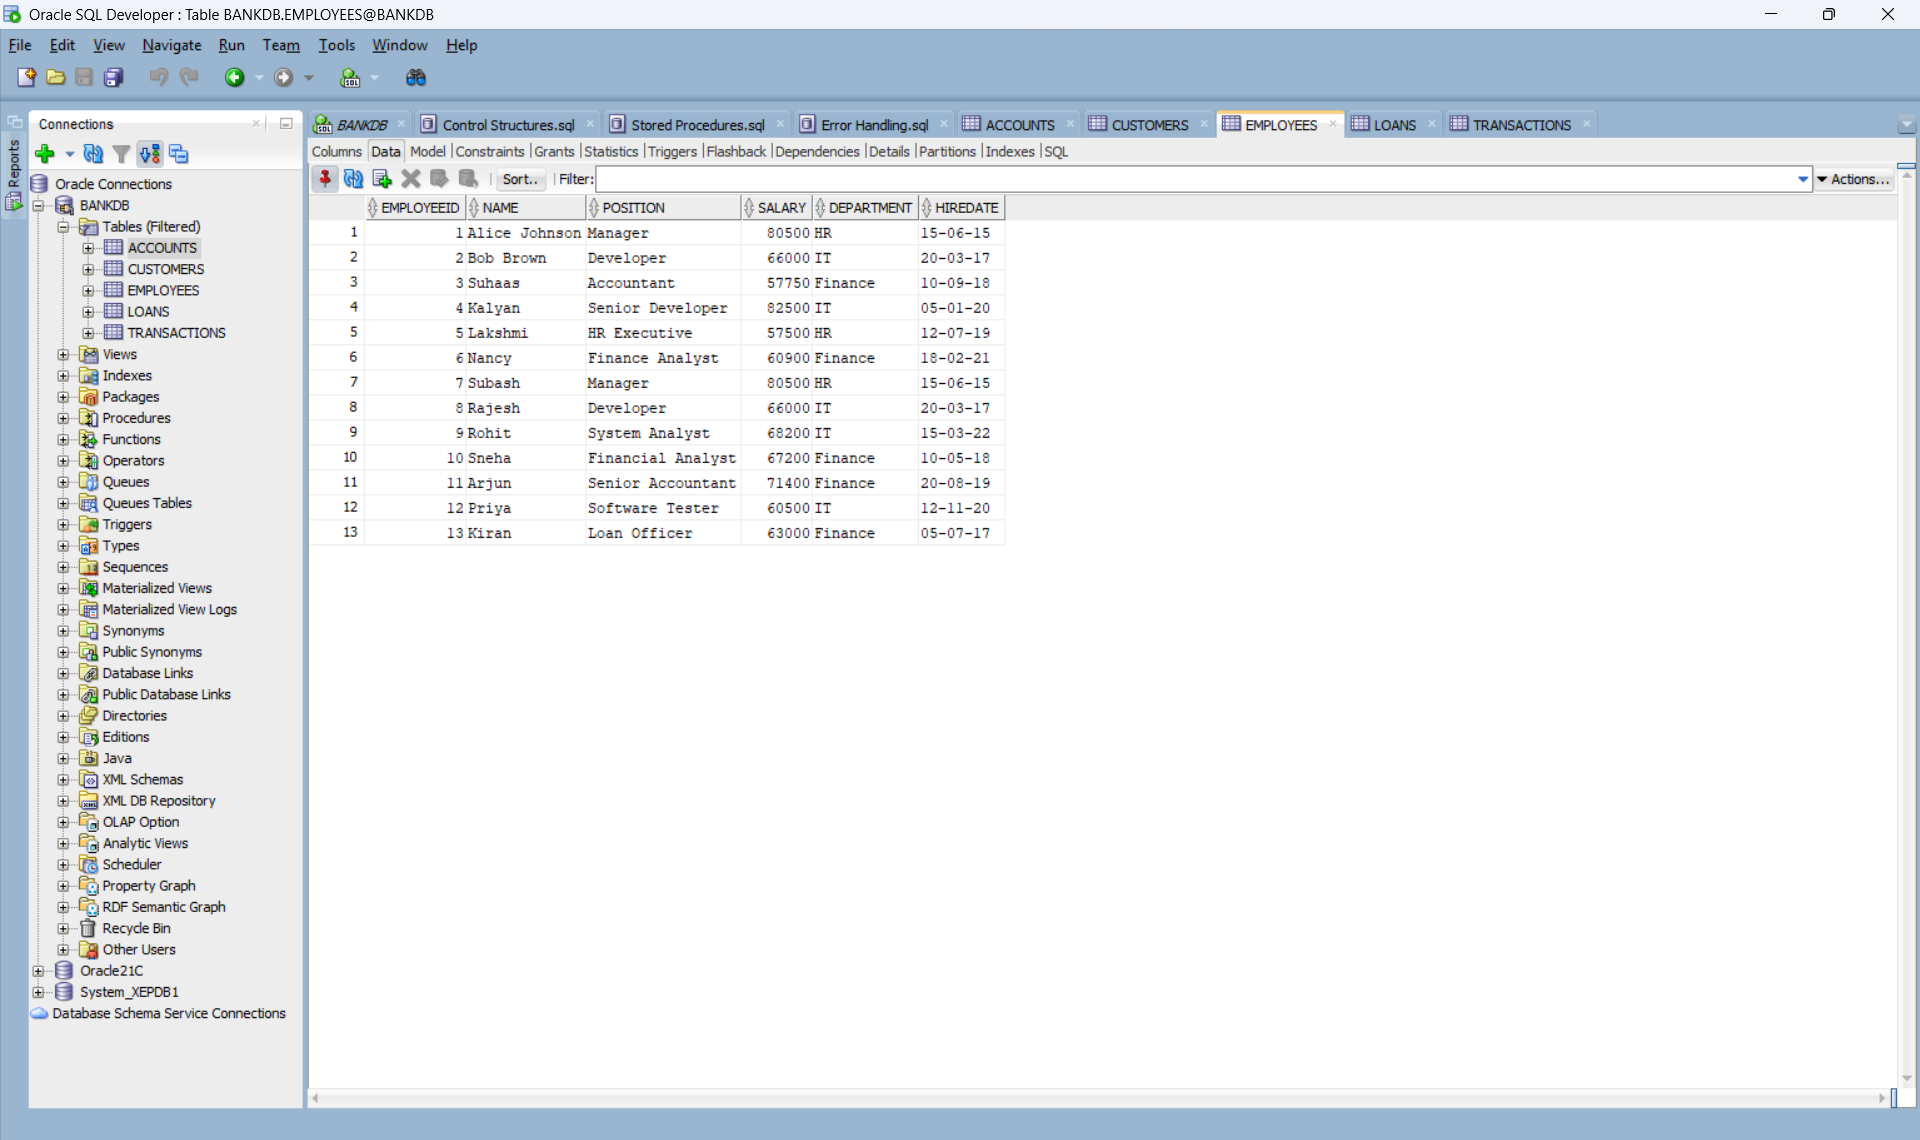 Oracle SQL Developer : Table BANKDB.EMPLOYEES@BANKDB
File Edit View Navigate Run Team Tools Window Help
Reports
Connections
Oracle Connections
BANKDB
Tables (Filtered)
ACCOUNTS
CUSTOMERS
EMPLOYEES
LOANS
TRANSACTIONS
Views
Indexes
Packages
Procedures
Functions
Operators
Queues
Queues Tables
Triggers
Types
Sequences
Materialized Views
Materialized View Logs
Synonyms
Public Synonyms
Database Links
Public Database Links
Directories
Editions
Java
XML Schemas
XML DB Repository
OLAP Option
Analytic Views
Scheduler
Property Graph
RDF Semantic Graph
Recycle Bin
Other Users
Oracle21C
System_XEPDB1
Database Schema Service Connections
BANKDB Control Structures.sql Stored Procedures.sql Error Handling.sql ACCOUNTS CUSTOMERS EMPLOYEES LOANS TRANSACTIONS
Columns Data Model Constraints Grants Statistics Triggers Flashback Dependencies Details Partitions Indexes SQL
Sort.. Filter: Actions...
EMPLOYEEID NAME POSITION SALARY DEPARTMENT HIREDATE
1 1 Alice Johnson Manager 80500 HR 15-06-15
2 2 Bob Brown Developer 66000 IT 20-03-17
3 3 Suhaas Accountant 57750 Finance 10-09-18
4 4 Kalyan Senior Developer 82500 IT 05-01-20
5 5 Lakshmi HR Executive 57500 HR 12-07-19
6 6 Nancy Finance Analyst 60900 Finance 18-02-21
7 7 Subash Manager 80500 HR 15-06-15
8 8 Rajesh Developer 66000 IT 20-03-17
9 9 Rohit System Analyst 68200 IT 15-03-22
10 10 Sneha Financial Analyst 67200 Finance 10-05-18
11 11 Arjun Senior Accountant 71400 Finance 20-08-19
12 12 Priya Software Tester 60500 IT 12-11-20
13 13 Kiran Loan Officer 63000 Finance 05-07-17